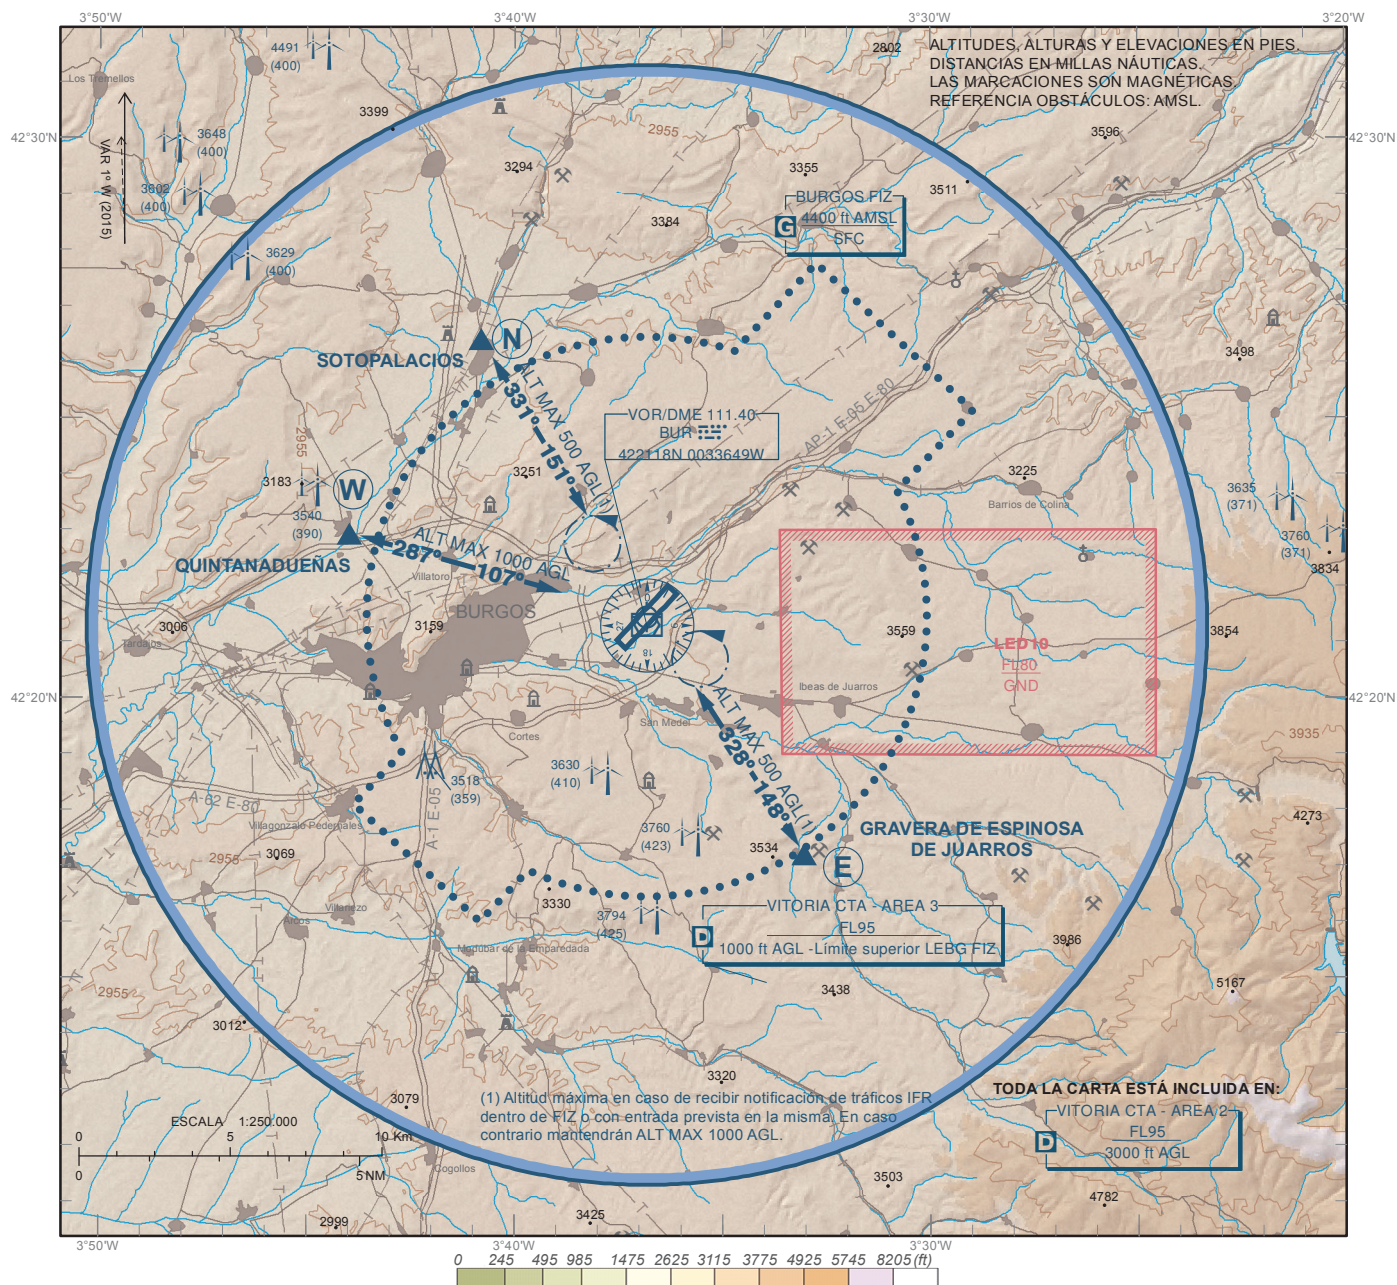 3°50'W
3°40'W
3°30'W
3°20'W
ALTITUDES, ALTURAS Y ELEVACIONES EN PIES.
DISTANCIAS EN MILLAS NÁUTICAS.
LAS MARCACIONES SON MAGNÉTICAS.
REFERENCIA OBSTÁCULOS: AMSL.
4491
(400)
2802
Los Tremellos
3399
42°30'N
42°30'N
VAR 1º W (2015)
3648
(400)
2955
3596
3294
3355
3602
(400)
3511
BURGOS FIZ
G
4400 ft AMSL
SFC
3384
3629
(400)
N
SOTOPALACIOS
3498
ALT MAX 500 AGL(1)
331º 151º
AP-1 E-05 E-80
VOR/DME 111.40
BUR
422118N 0033649W
2955
3251
3225
3183
W
Barrios de Colina
3635
(371)
3540
(390)
3760
(371)
3834
QUINTANADUEÑAS
ALT MAX 1000 AGL
287º 107º
Villatoro
BURGOS
0
9
18
27
3006
3159
3559
3854
Tardajos
LED10
FL80
GND
42°20'N
42°20'N
Ibeas de Juarros
San Medel
Cortes
ALT MAX 500 AGL(1)
328º 148º
3935
3630
(410)
3518
(359)
A-62 E-80
A-1 E-05
Villagonzalo Pedernales
3760
(423)
4273
GRAVERA DE ESPINOSA
DE JUARROS
3534
E
2955
3069
3330
Villariezo
Arcos
3794
(425)
VITORIA CTA - AREA 3
D
FL95
1000 ft AGL -Límite superior LEBG FIZ
Modúbar de la Emparedada
3986
2955
3438
5167
3012
3320
TODA LA CARTA ESTÁ INCLUIDA EN:
VITORIA CTA - AREA 2
D
FL95
3000 ft AGL
3079
(1) Altitud máxima en caso de recibir notificación de tráficos IFR
dentro de FIZ o con entrada prevista en la misma. En caso
contrario mantendrán ALT MAX 1000 AGL.
ESCALA 1:250.000
0 5 10 Km
0 5 NM
Cogollos
3503
4782
2999
3425
3°50'W
3°40'W
3°30'W
0 245 495 985 1475 2625 3115 3775 4925 5745 8205 (ft)